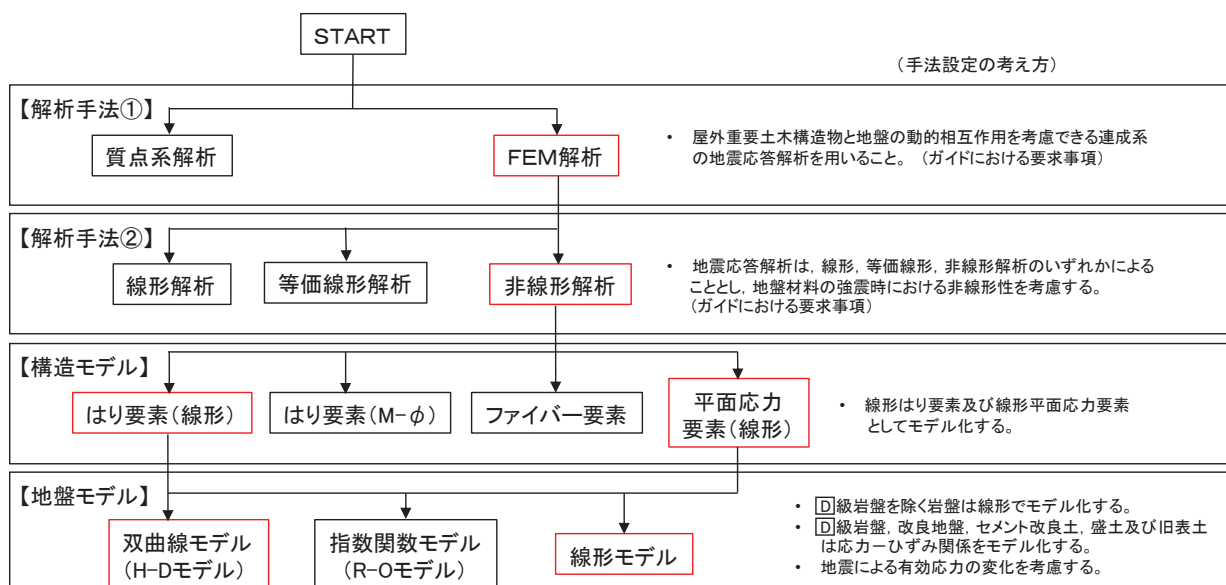 START
（手法設定の考え方）
【解析手法①】
質点系解析
FEM解析
・ 屋外重要土木構造物と地盤の動的相互作用を考慮できる連成系
の地震応答解析を用いること。（ガイドにおける要求事項）
【解析手法②】
線形解析
等価線形解析
非線形解析
・ 地震応答解析は，線形，等価線形，非線形解析のいずれかによる
こととし，地盤材料の強震時における非線形性を考慮する。
（ガイドにおける要求事項）
【構造モデル】
はり要素（線形）
はり要素（M-φ）
ファイバー要素
平面応力
要素（線形）
・ 線形はり要素及び線形平面応力要素
としてモデル化する。
【地盤モデル】
双曲線モデル
（H-Dモデル）
指数関数モデル
（R-Oモデル）
線形モデル
・ D級岩盤を除く岩盤は線形でモデル化する。
・ D級岩盤，改良地盤，セメント改良土，盛土及び旧表土
は応力ーひずみ関係をモデル化する。
・ 地震による有効応力の変化を考慮する。